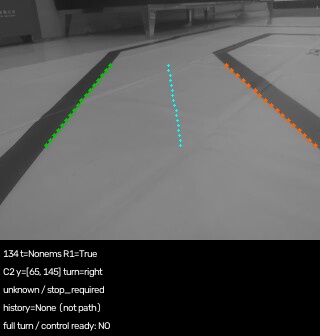 134 t=Nonems R1=True
C2 y=[65, 145] turn=right
unknown / stop_required
history=None (not path)
full turn / control ready: NO